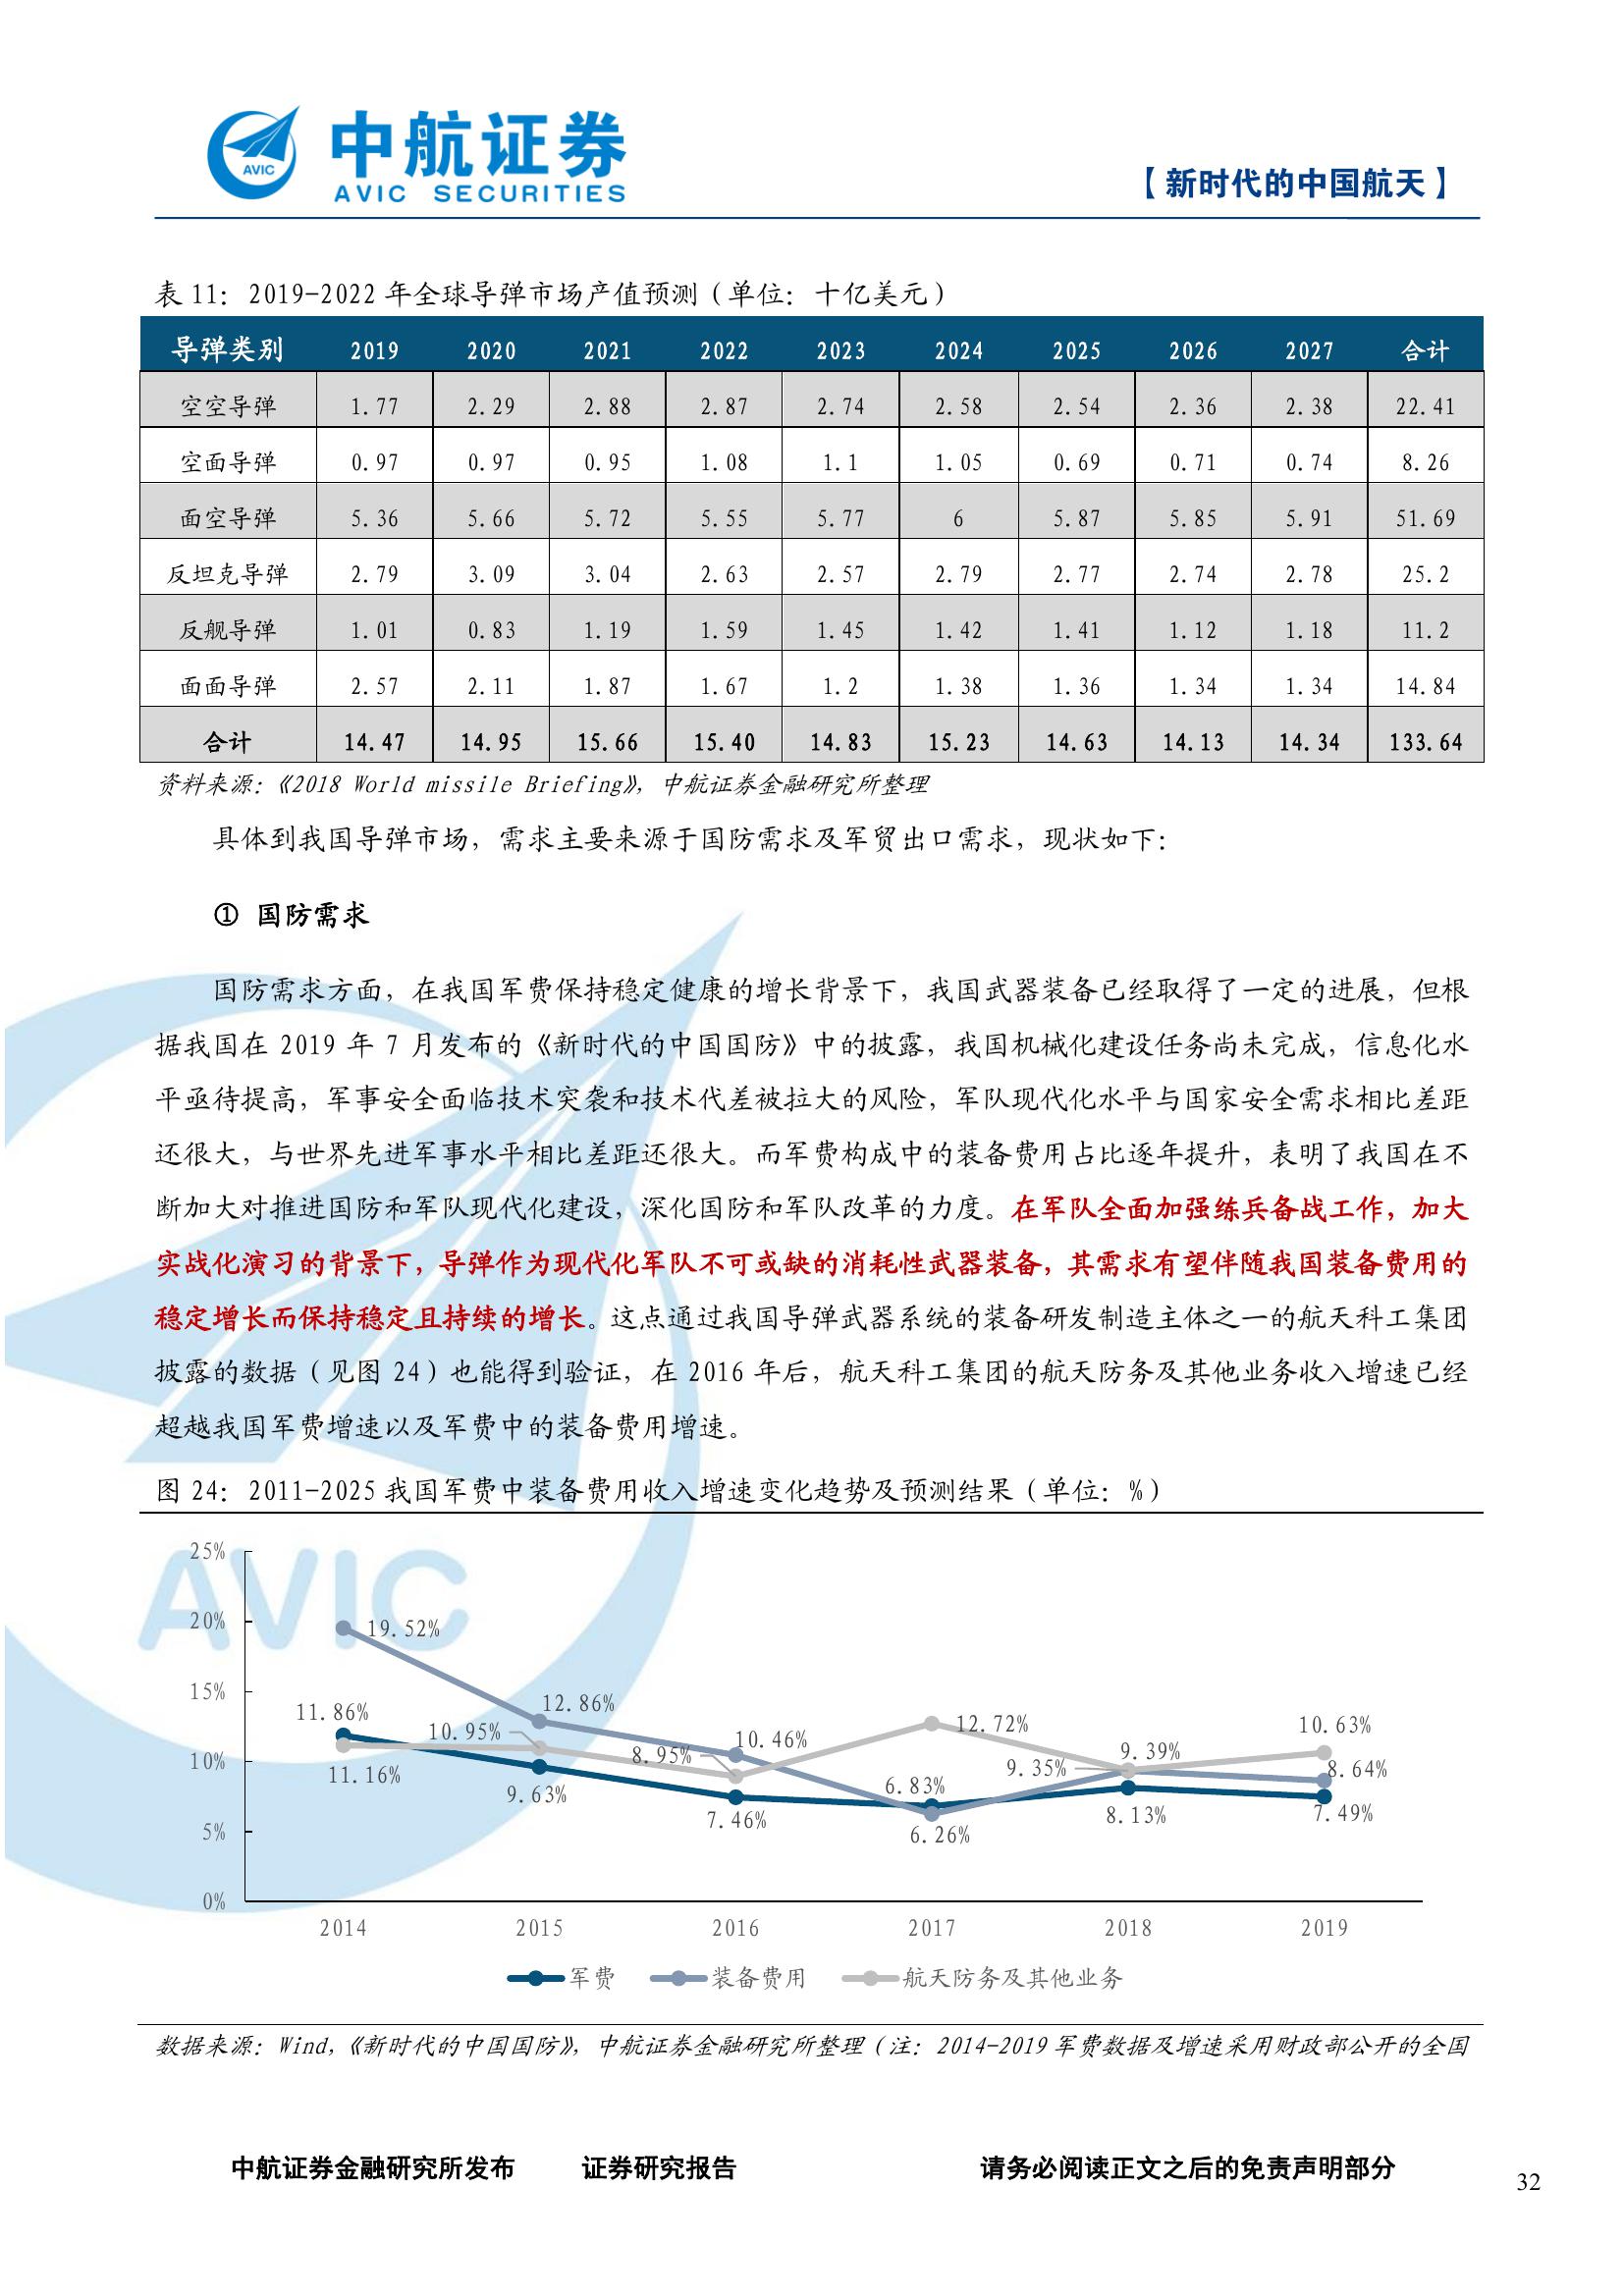 AVIC
中航证券
AVIC SECURITIES
【新时代的中国航天】
表 11：2019-2022 年全球导弹市场产值预测（单位：十亿美元）
导弹类别 2019 2020 2021 2022 2023 2024 2025 2026 2027 合计
空空导弹 1.77 2.29 2.88 2.87 2.74 2.58 2.54 2.36 2.38 22.41
空面导弹 0.97 0.97 0.95 1.08 1.1 1.05 0.69 0.71 0.74 8.26
面空导弹 5.36 5.66 5.72 5.55 5.77 6 5.87 5.85 5.91 51.69
反坦克导弹 2.79 3.09 3.04 2.63 2.57 2.79 2.77 2.74 2.78 25.2
反舰导弹 1.01 0.83 1.19 1.59 1.45 1.42 1.41 1.12 1.18 11.2
面面导弹 2.57 2.11 1.87 1.67 1.2 1.38 1.36 1.34 1.34 14.84
合计 14.47 14.95 15.66 15.40 14.83 15.23 14.63 14.13 14.34 133.64
资料来源：《2018 World missile Briefing》，中航证券金融研究所整理
具体到我国导弹市场，需求主要来源于国防需求及军贸出口需求，现状如下：
① 国防需求
国防需求方面，在我国军费保持稳定健康的增长背景下，我国武器装备已经取得了一定的进展，但根
据我国在 2019 年 7 月发布的《新时代的中国国防》中的披露，我国机械化建设任务尚未完成，信息化水
平亟待提高，军事安全面临技术突袭和技术代差被拉大的风险，军队现代化水平与国家安全需求相比差距
还很大，与世界先进军事水平相比差距还很大。而军费构成中的装备费用占比逐年提升，表明了我国在不
断加大对推进国防和军队现代化建设，深化国防和军队改革的力度。在军队全面加强练兵备战工作，加大
实战化演习的背景下，导弹作为现代化军队不可或缺的消耗性武器装备，其需求有望伴随我国装备费用的
稳定增长而保持稳定且持续的增长。这点通过我国导弹武器系统的装备研发制造主体之一的航天科工集团
披露的数据（见图 24）也能得到验证，在 2016 年后，航天科工集团的航天防务及其他业务收入增速已经
超越我国军费增速以及军费中的装备费用增速。
图 24：2011-2025 我国军费中装备费用收入增速变化趋势及预测结果（单位：%）
AVIC
25%
20%
15%
10%
5%
0%
19.52%
12.86%
10.46%
6.26%
9.35%
8.64%
11.86%
9.63%
7.46%
6.83%
8.13%
7.49%
11.16%
10.95%
8.95%
12.72%
9.39%
10.63%
2014 2015 2016 2017 2018 2019
军费 装备费用 航天防务及其他业务
数据来源：Wind，《新时代的中国国防》，中航证券金融研究所整理（注：2014-2019 军费数据及增速采用财政部公开的全国
中航证券金融研究所发布 证券研究报告 请务必阅读正文之后的免责声明部分
32